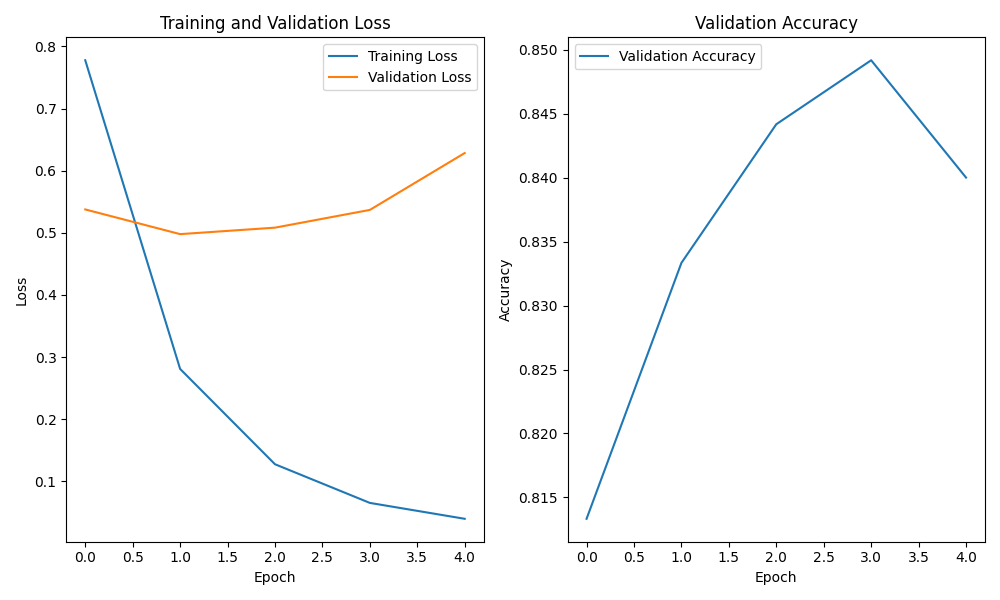 Training and Validation Loss
Training Loss
Validation Loss
0.8
0.7
0.6
0.5
0.4
0.3
0.2
0.1
Loss
0.0 0.5 1.0 1.5 2.0 2.5 3.0 3.5 4.0
Epoch
Validation Accuracy
Validation Accuracy
0.850
0.845
0.840
0.835
0.830
0.825
0.820
0.815
Accuracy
0.0 0.5 1.0 1.5 2.0 2.5 3.0 3.5 4.0
Epoch